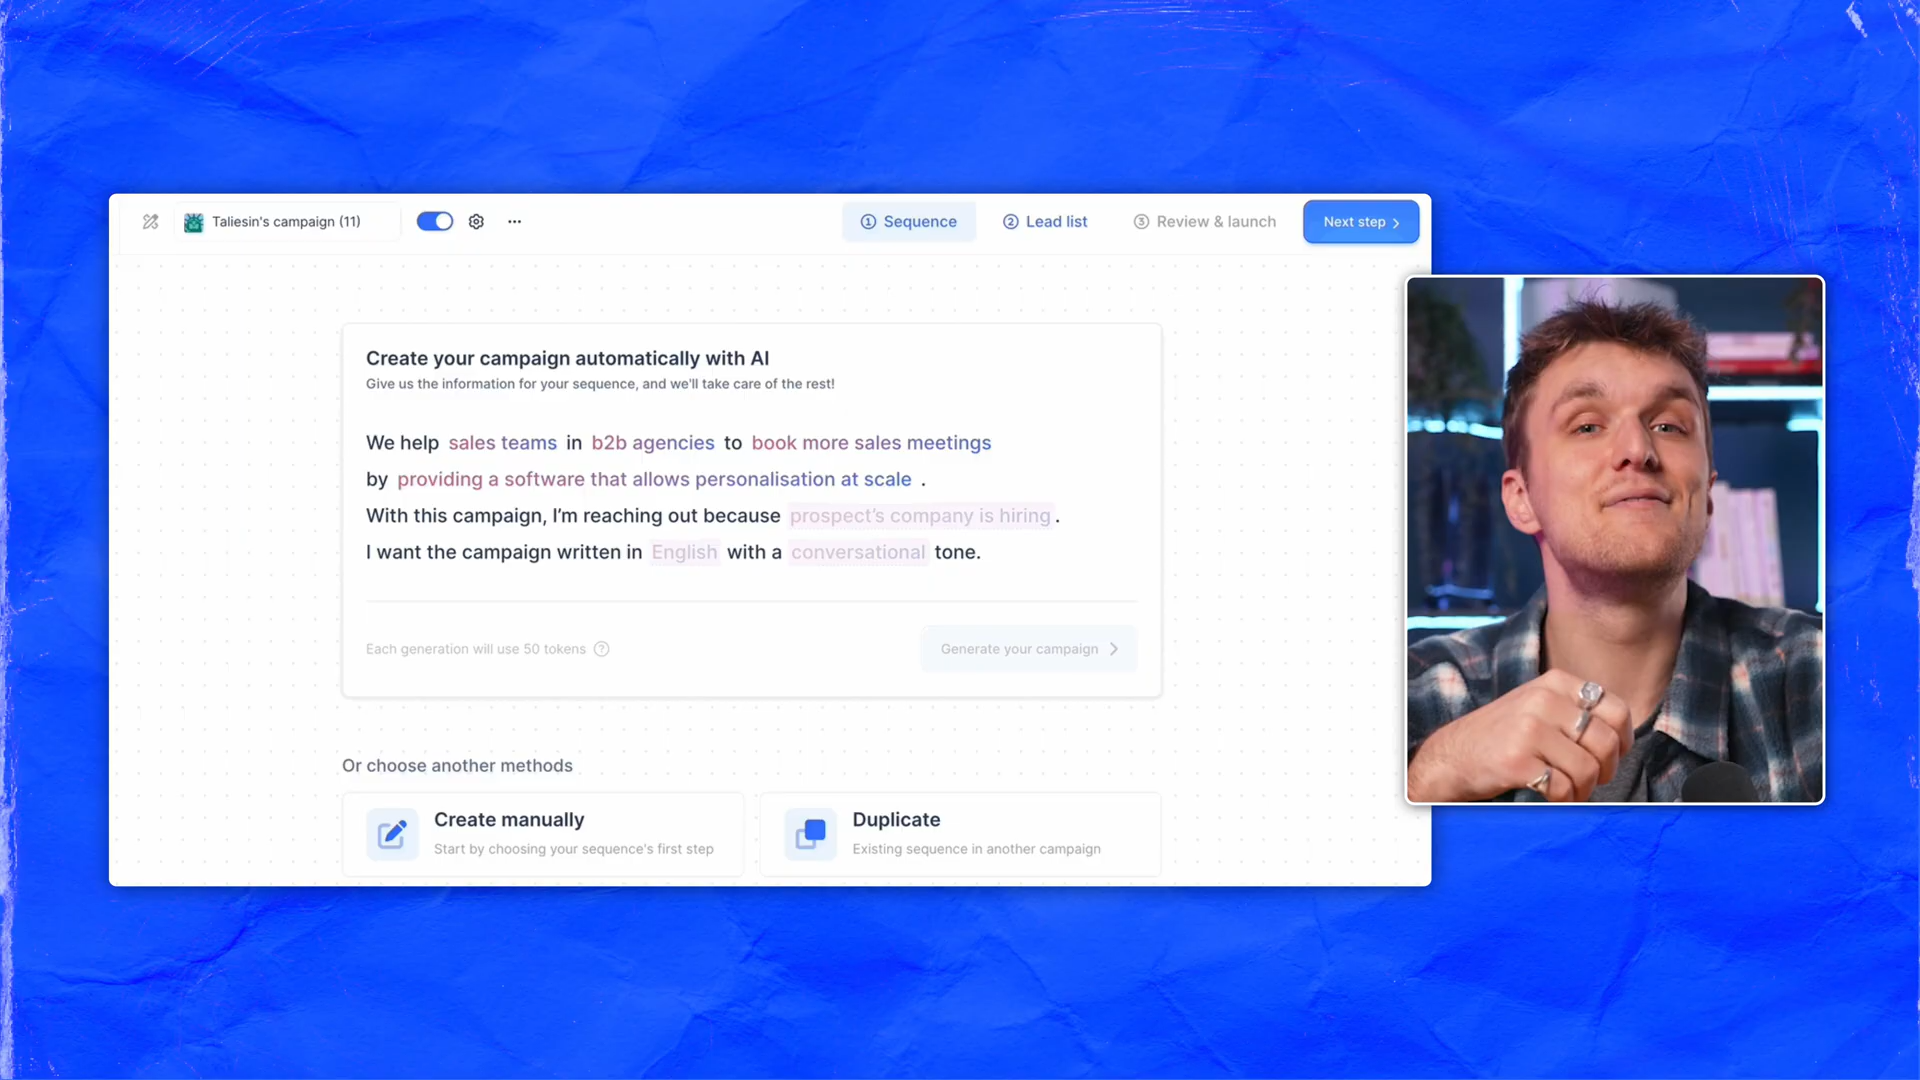 Taliesin's campaign (11)
1 Sequence
2 Lead list
3 Review & launch
Next step
Create your campaign automatically with AI
Give us the information for your sequence, and we'll take care of the rest!
We help sales teams in b2b agencies to book more sales meetings
by providing a software that allows personalisation at scale .
With this campaign, I'm reaching out because prospect's company is hiring .
I want the campaign written in English with a conversational tone.
Each generation will use 50 tokens ?
Generate your campaign
Or choose another methods
Create manually
Start by choosing your sequence's first step
Duplicate
Existing sequence in another campaign